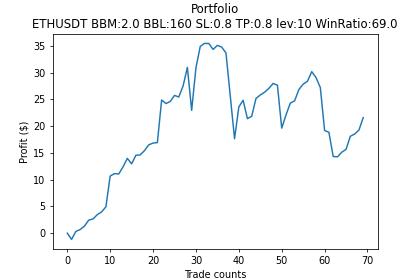 Portfolio
ETHUSDT BBM:2.0 BBL:160 SL:0.8 TP:0.8 lev:10 WinRatio:69.0
35
30
25
20
15
10
5
0
Profit ($)
0 10 20 30 40 50 60 70
Trade counts